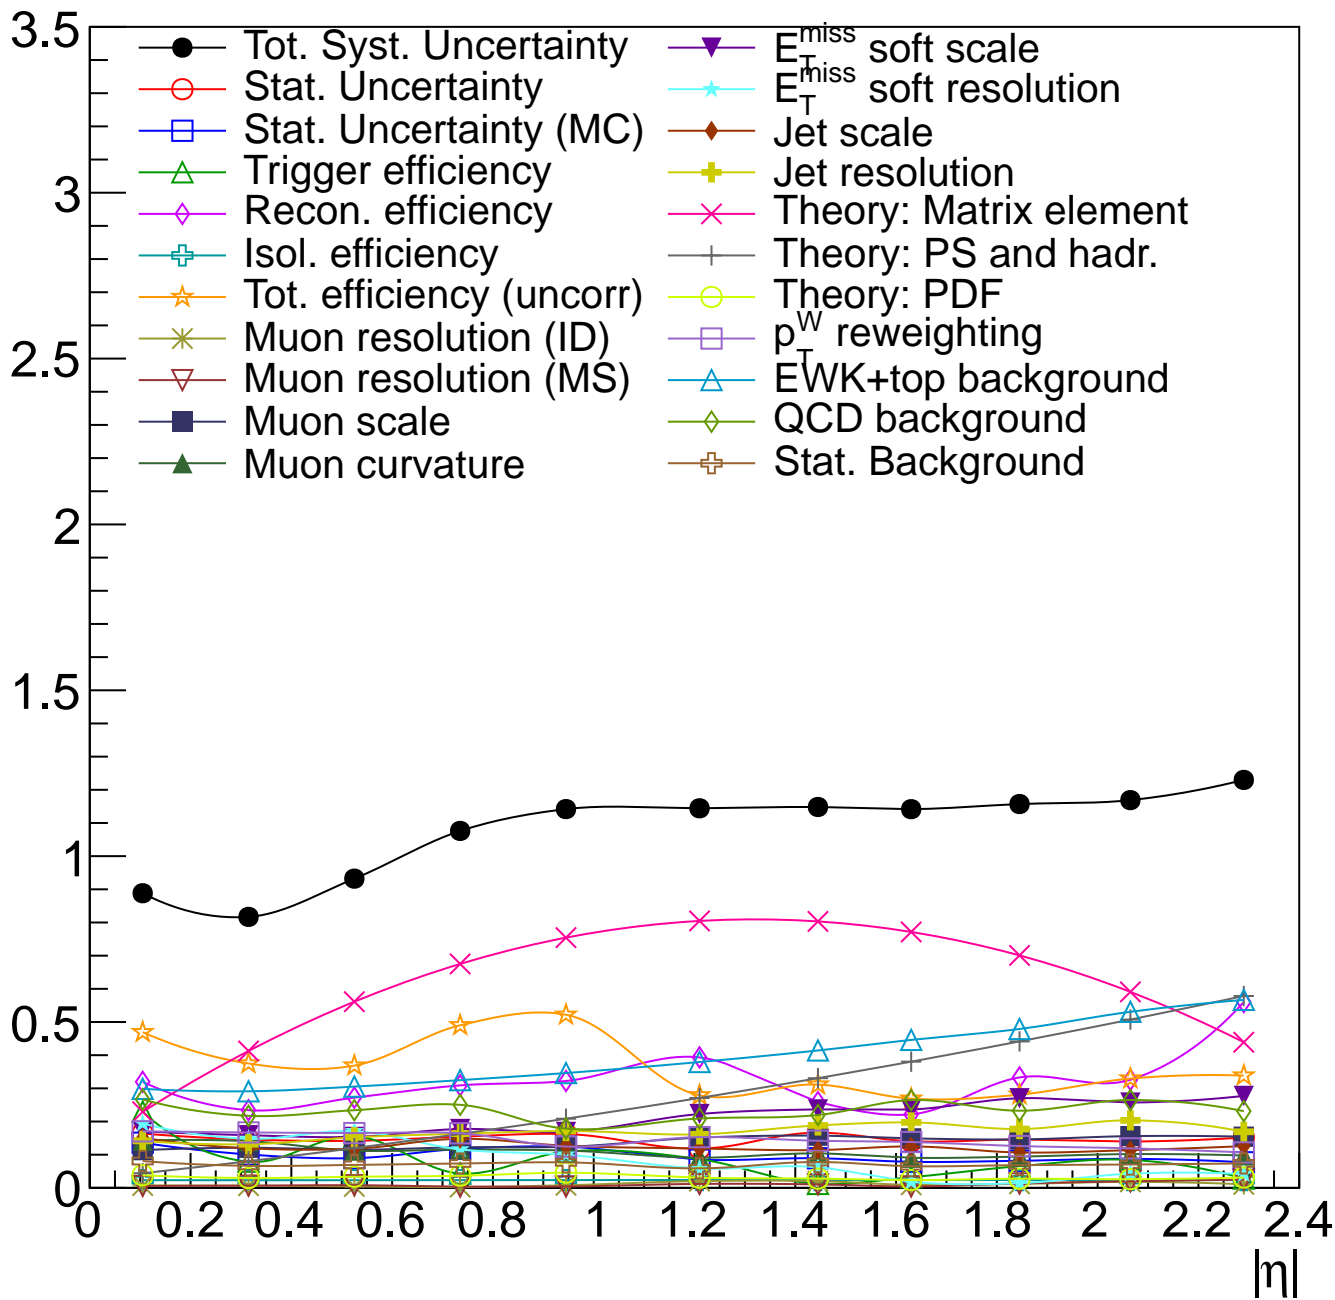 3.5
3
2.5
2
1.5
1
0.5
0
Tot. Syst. Uncertainty
Stat. Uncertainty
Stat. Uncertainty (MC)
Trigger efficiency
Recon. efficiency
Isol. efficiency
Tot. efficiency (uncorr)
Muon resolution (ID)
Muon resolution (MS)
Muon scale
Muon curvature
E_T^miss soft scale
E_T^miss soft resolution
Jet scale
Jet resolution
Theory: Matrix element
Theory: PS and hadr.
Theory: PDF
p_T^W reweighting
EWK+top background
QCD background
Stat. Background
0 0.2 0.4 0.6 0.8 1 1.2 1.4 1.6 1.8 2 2.2 2.4
|η|